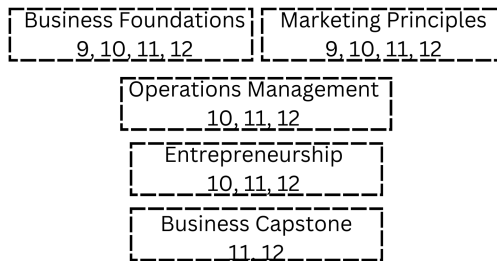 Business Foundations
9, 10, 11, 12
Marketing Principles
9, 10, 11, 12
Operations Management
10, 11, 12
Entrepreneurship
10, 11, 12
Business Capstone
11, 12